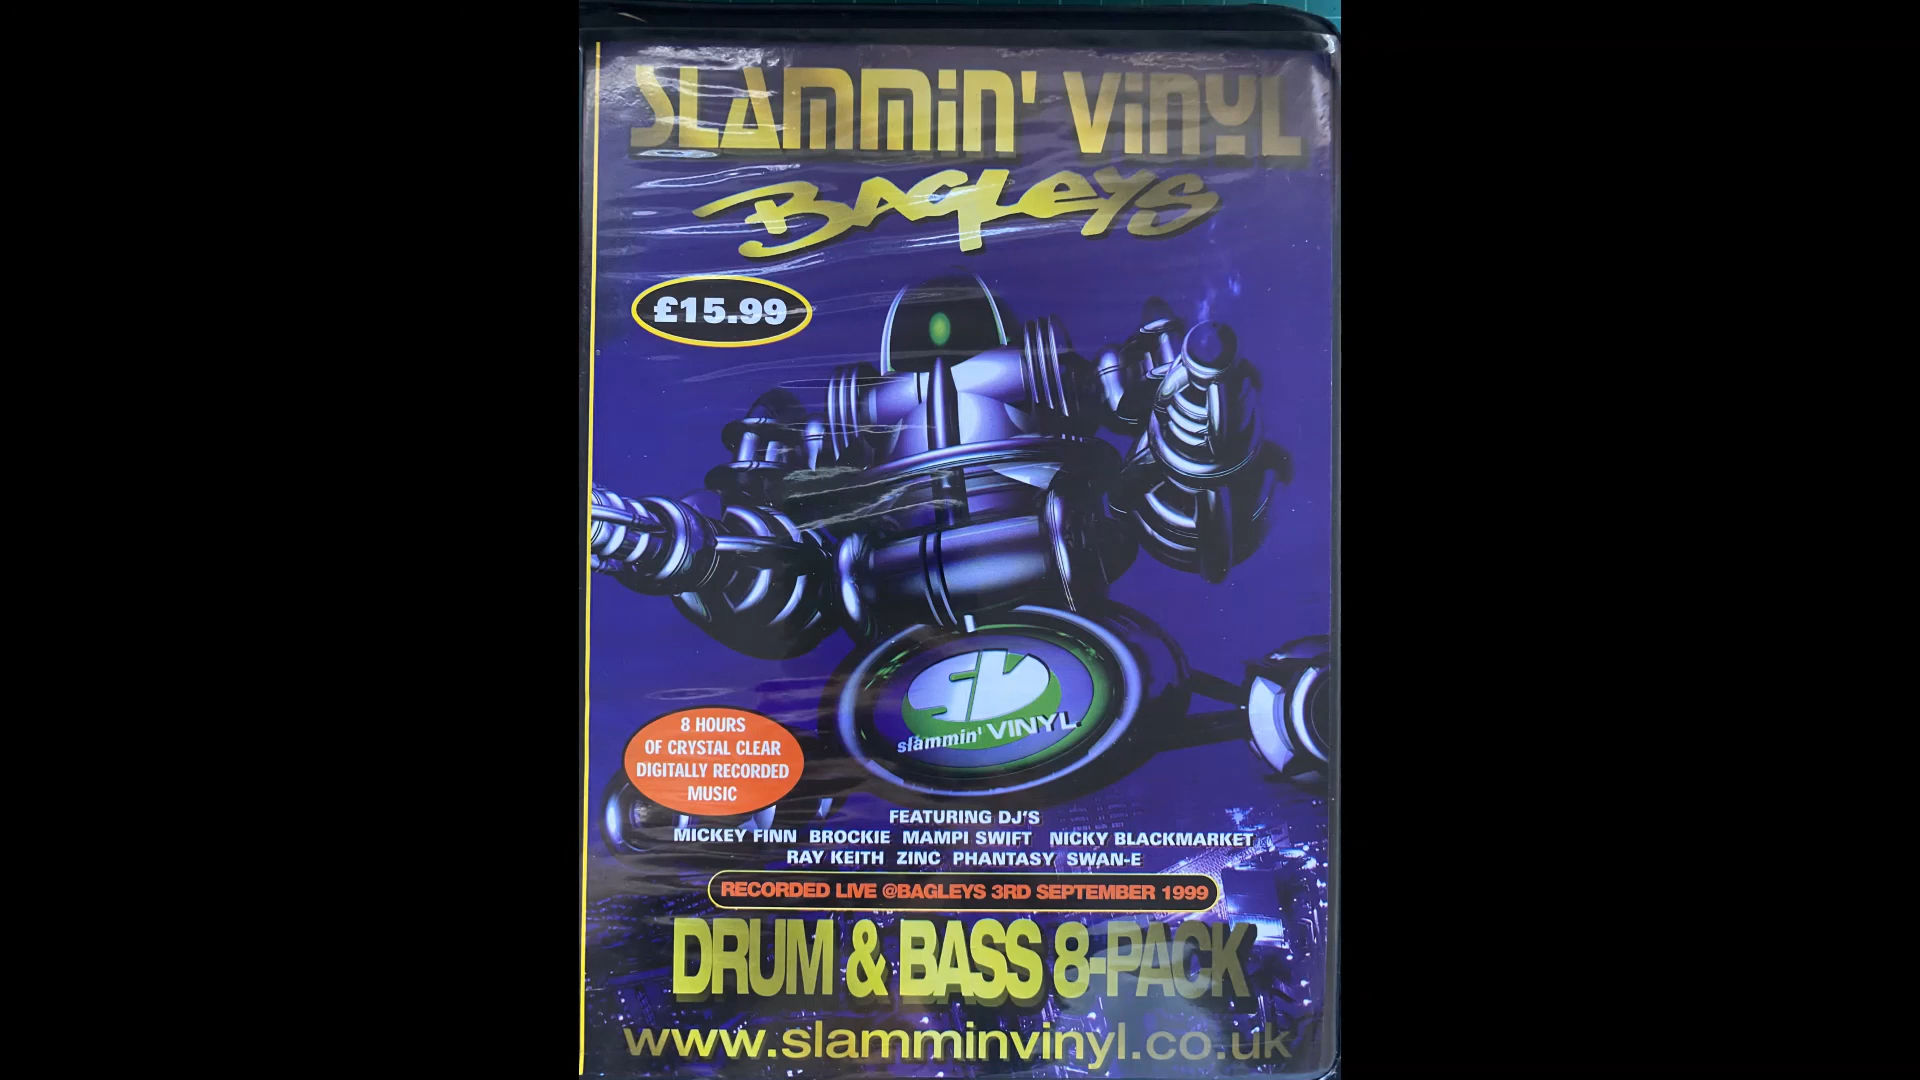 SLAMMiN' ViNYL
BAGLEYS
£15.99
SV
slammin' VINYL.
8 HOURS
OF CRYSTAL CLEAR
DIGITALLY RECORDED
MUSIC
FEATURING DJ'S
MICKEY FINN BROCKIE MAMPI SWIFT NICKY BLACKMARKET
RAY KEITH ZINC PHANTASY SWAN-E
RECORDED LIVE @BAGLEYS 3RD SEPTEMBER 1999
DRUM & BASS 8-PACK
www.slamminvinyl.co.uk